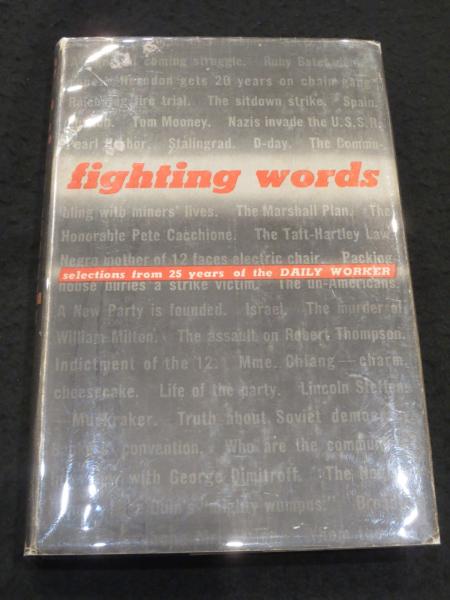 coming struggle. Ruby Bates
Herndon gets 20 years on chain gang
fire trial. The sitdown strike. Spain.
Tom Mooney. Nazis invade the U.S.S.R.
Pearl Harbor. Stalingrad. D-day. The Commu-
fighting words
bling with miners' lives. The Marshall Plan. The
Honorable Pete Cacchione. The Taft-Hartley Law.
Negro mother of 12 faces electric chair. Packing-
selections from 25 years of the DAILY WORKER
house buries a strike victim. The un-Americans.
A New Party is founded. Israel. The murder of
William Milton. The assault on Robert Thompson.
Indictment of the 12. Mme. Chiang—charm
cheesecake. Life of the party. Lincoln Steffens
—Muckraker. Truth about Soviet democ
convention. Who are the commun
with George Dimitroff. The No
"mighty wumpus."